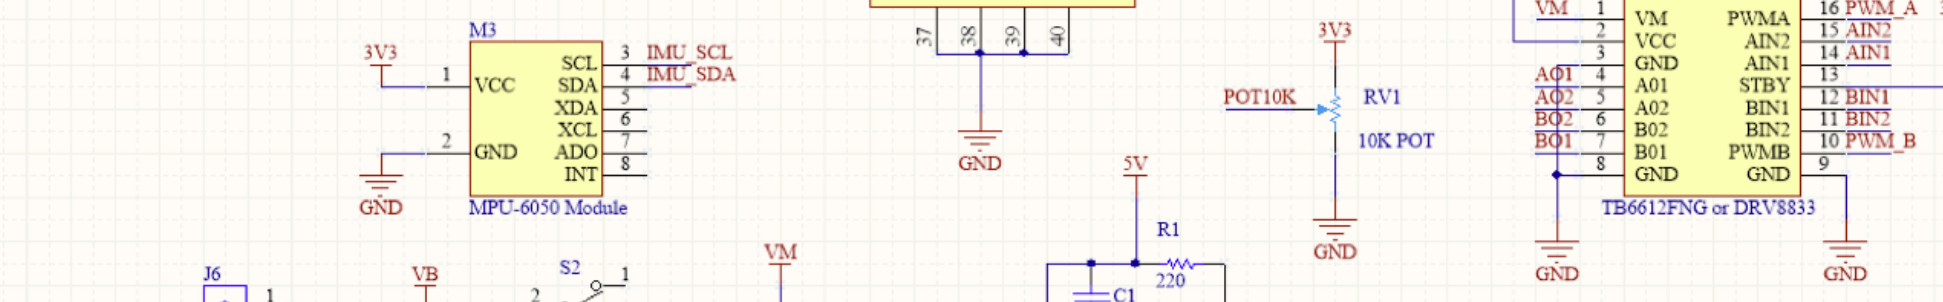 M3
3V3
1
VCC
2
GND
GND
SCL
3
IMU_SCL
SDA
4
IMU_SDA
XDA
5
XCL
6
ADO
7
INT
8
MPU-6050 Module
37
38
39
40
GND
3V3
POT10K
RV1
10K POT
GND
5V
R1
220
C1
VM
1
VM
2
VCC
3
GND
AO1
4
A01
AO2
5
A02
BO2
6
B02
BO1
7
B01
8
GND
PWMA
16
PWM_A
AIN2
15
AIN2
AIN1
14
AIN1
STBY
13
BIN1
12
BIN1
BIN2
11
BIN2
PWMB
10
PWM_B
GND
9
TB6612FNG or DRV8833
GND
GND
J6
1
VB
S2
2
1
VM